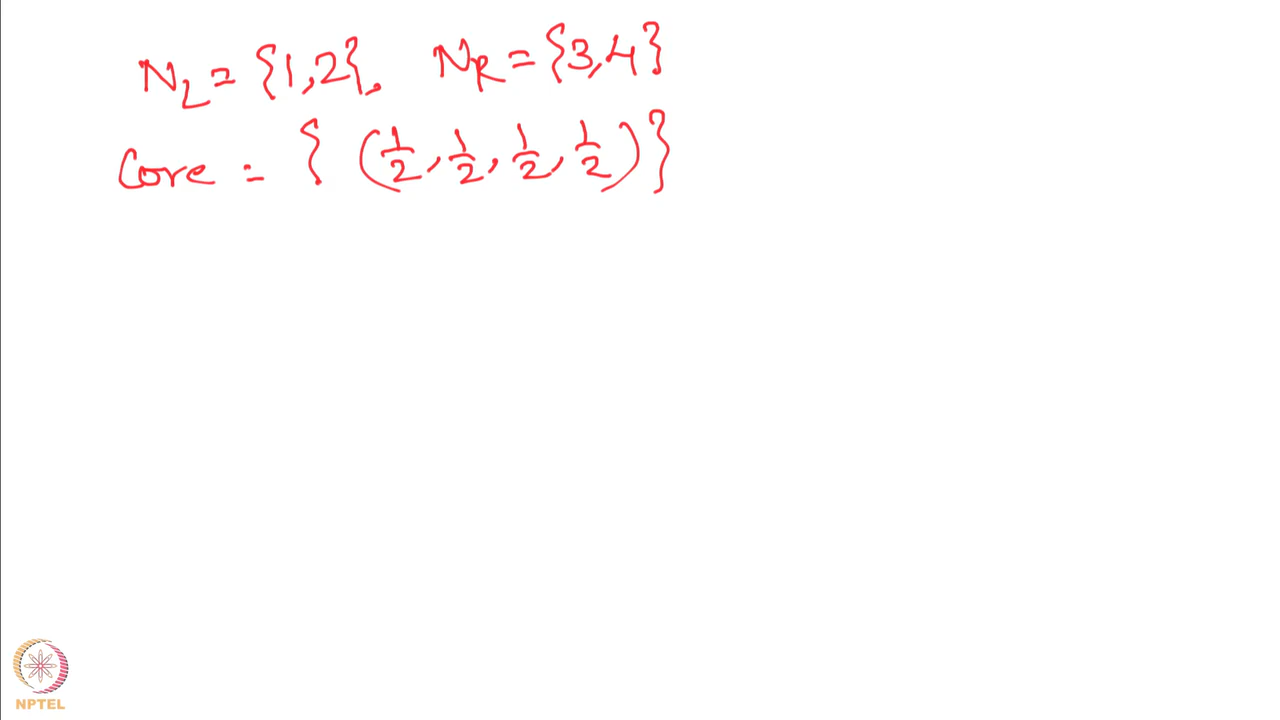 N_L = {1,2}, N_R = {3,4}
Core = { (1/2, 1/2, 1/2, 1/2) }
NPTEL